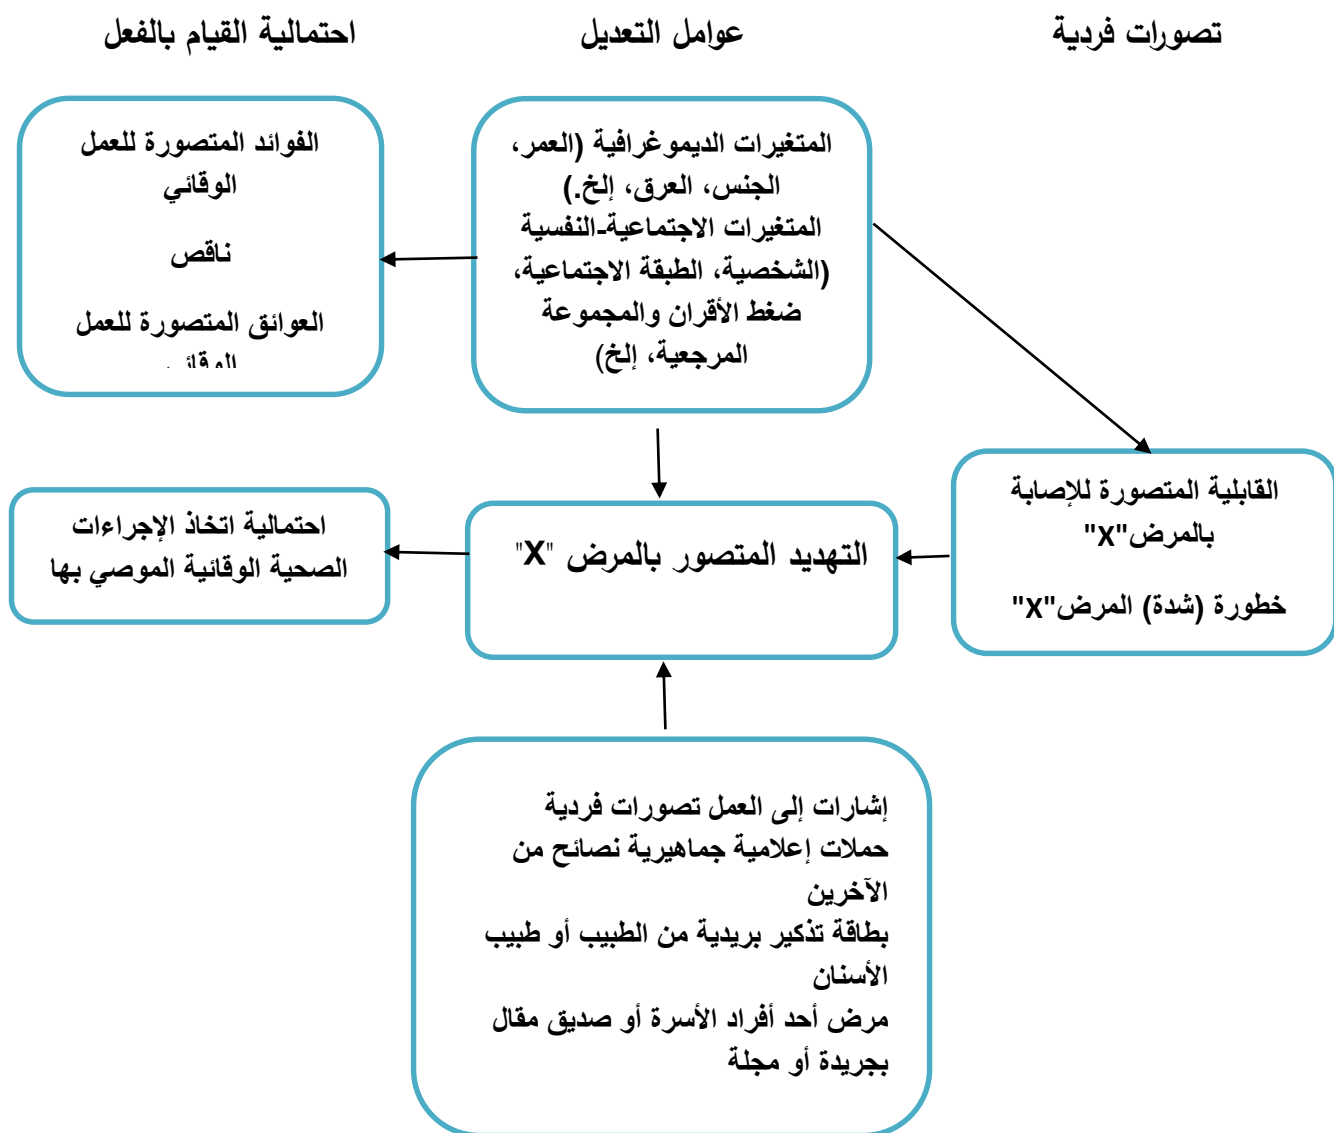 تصورات فردية
عوامل التعديل
احتمالية القيام بالفعل
المتغيرات الديموغرافية (العمر،
الجنس، العرق، إلخ.)
المتغيرات الاجتماعية-النفسية
(الشخصية، الطبقة الاجتماعية،
ضغط الأقران والمجموعة
المرجعية، إلخ)
الفوائد المتصورة للعمل
الوقائي
ناقص
العوائق المتصورة للعمل
القابلية المتصورة للإصابة
بالمرض"X"
خطورة (شدة) المرض"X"
التهديد المتصور بالمرض "X"
احتمالية اتخاذ الإجراءات
الصحية الوقائية الموصي بها
إشارات إلى العمل تصورات فردية
حملات إعلامية جماهيرية نصائح من
الآخرين
بطاقة تذكير بريدية من الطبيب أو طبيب
الأسنان
مرض أحد أفراد الأسرة أو صديق مقال
بجريدة أو مجلة